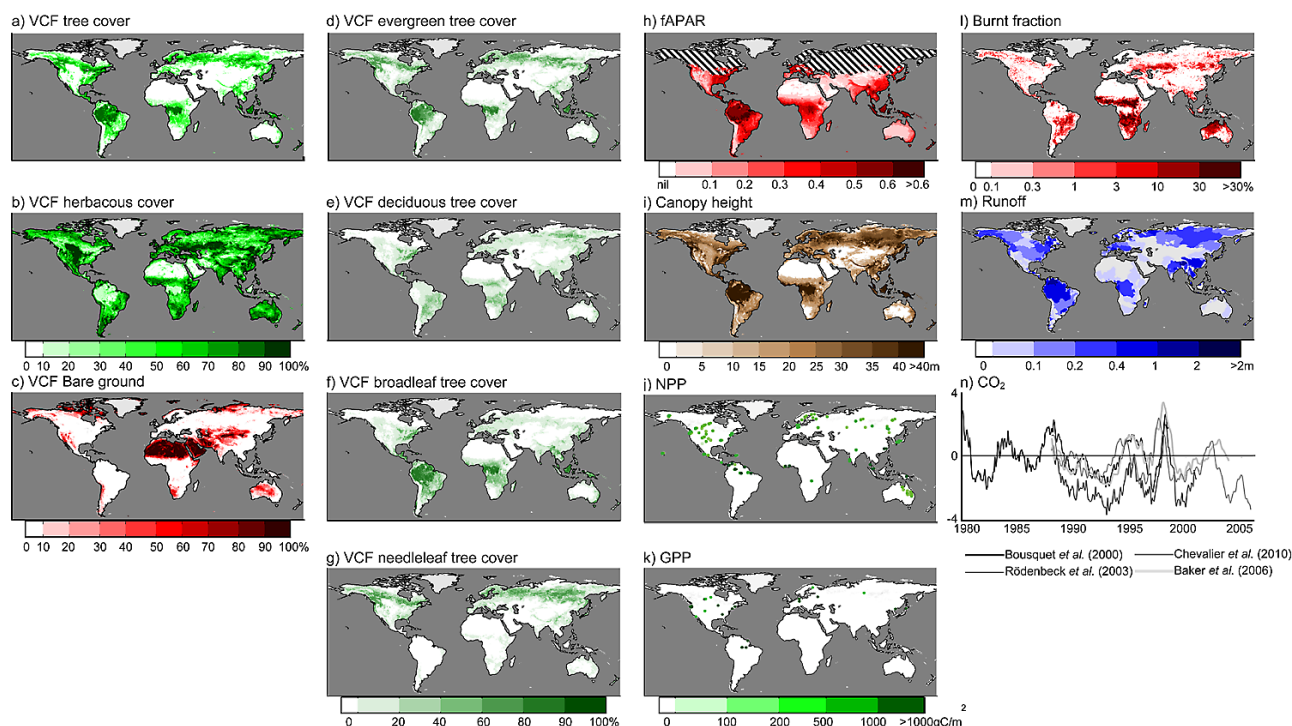 a) VCF tree cover
d) VCF evergreen tree cover
h) fAPAR
l) Burnt fraction
nil 0.1 0.2 0.3 0.4 0.5 0.6 >0.6
0 0.1 0.3 1 3 10 30 >30%
b) VCF herbacous cover
e) VCF deciduous tree cover
i) Canopy height
m) Runoff
0 10 20 30 50 60 70 80 90 100%
0 5 10 15 20 25 30 35 40 >40m
0 0.1 0.2 0.4 1 2 >2m
c) VCF Bare ground
f) VCF broadleaf tree cover
j) NPP
n) CO2
4
0
-4
1980 1985 1990 1995 2000 2005
0 10 20 30 50 60 70 80 90 100%
Bousquet et al. (2000)
Chevalier et al. (2010)
Rödenbeck et al. (2003)
Baker et al. (2006)
g) VCF needleleaf tree cover
k) GPP
0 20 40 60 80 90 100%
0 100 200 500 1000 >1000gC/m
2